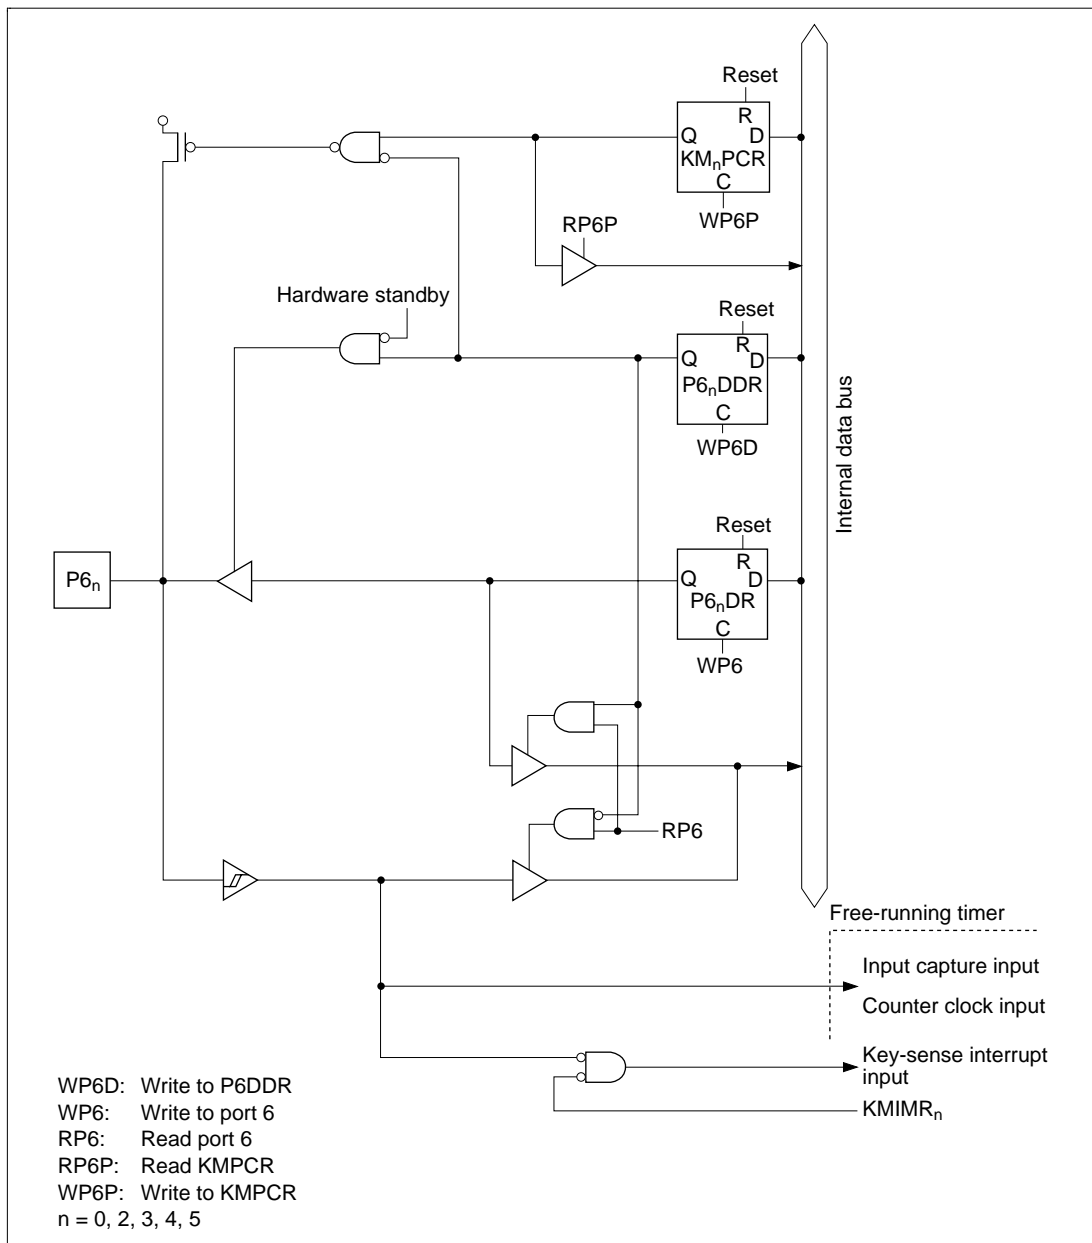 Reset
R
Q D
KMnPCR
C
WP6P
RP6P
Hardware standby
Reset
R
Q D
P6nDDR
C
WP6D
Internal data bus
Reset
R
Q D
P6nDR
C
WP6
P6n
RP6
Free-running timer
Input capture input
Counter clock input
Key-sense interrupt
input
KMIMRn
WP6D: Write to P6DDR
WP6: Write to port 6
RP6: Read port 6
RP6P: Read KMPCR
WP6P: Write to KMPCR
n = 0, 2, 3, 4, 5